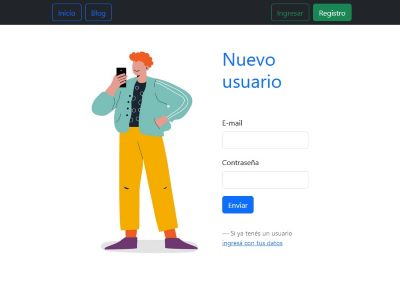 Inicio Blog Ingresar Registro
Nuevo
usuario
E-mail
Contraseña
Enviar
— Si ya tenés un usuario
ingresá con tus datos